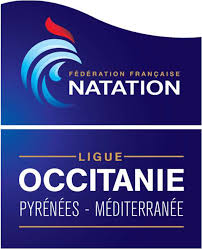 FÉDÉRATION FRANÇAISE
NATATION
LIGUE
OCCITANIE
PYRÉNÉES - MÉDITERRANÉE